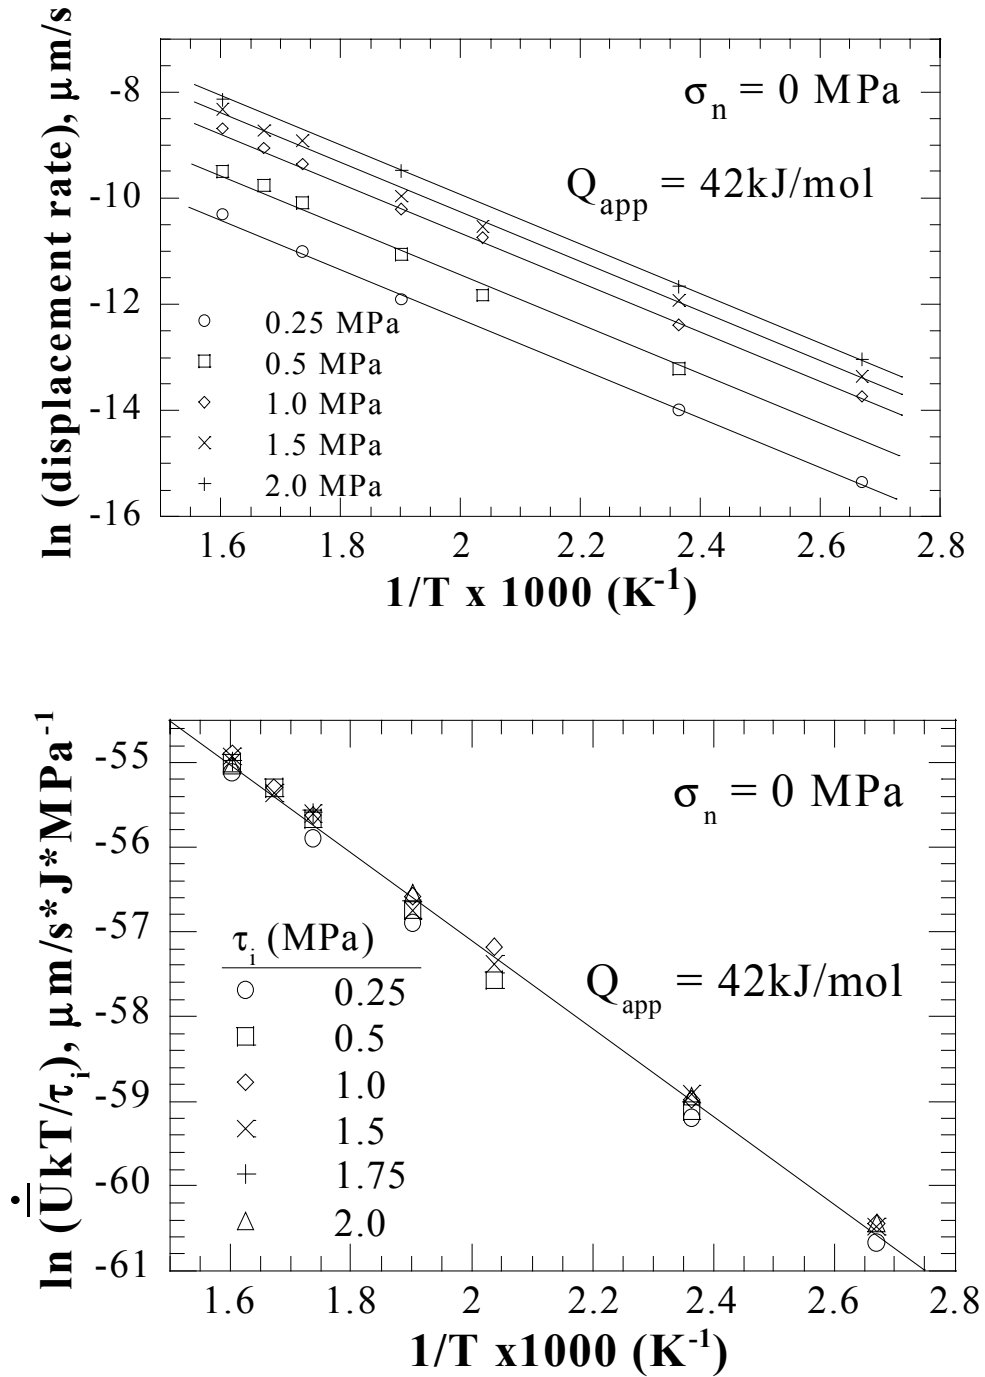 ln (displacement rate), μm/s
-8
-10
-12
-14
-16
σn = 0 MPa
Qapp = 42kJ/mol
0.25 MPa
0.5 MPa
1.0 MPa
1.5 MPa
2.0 MPa
1.6 1.8 2 2.2 2.4 2.6 2.8
1/T x 1000 (K-1)
ln (U̇kT/τi), μm/s*J*MPa-1
-55
-56
-57
-58
-59
-60
-61
σn = 0 MPa
τi (MPa)
0.25
0.5
1.0
1.5
1.75
2.0
Qapp = 42kJ/mol
1.6 1.8 2 2.2 2.4 2.6 2.8
1/T x1000 (K-1)